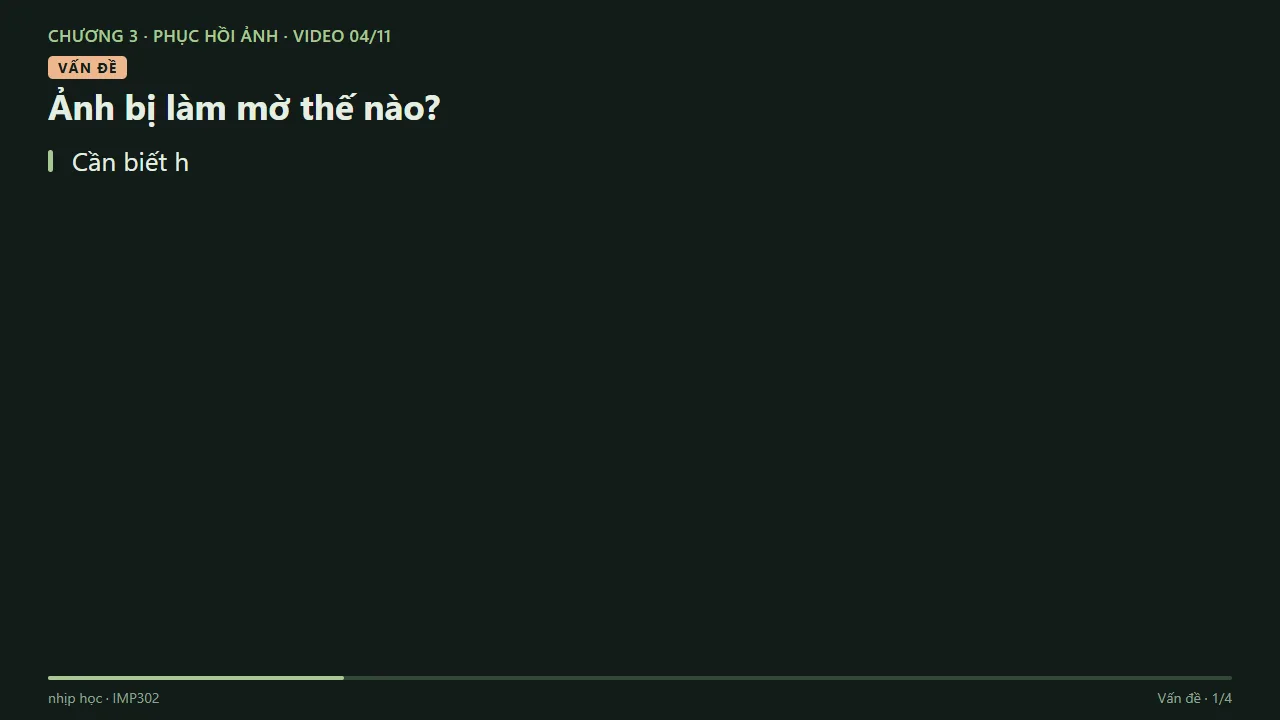 CHƯƠNG 3 · PHỤC HỒI ẢNH · VIDEO 04/11
VẤN ĐỀ
Ảnh bị làm mờ thế nào?
Cần biết h
nhịp học · IMP302
Vấn đề · 1/4